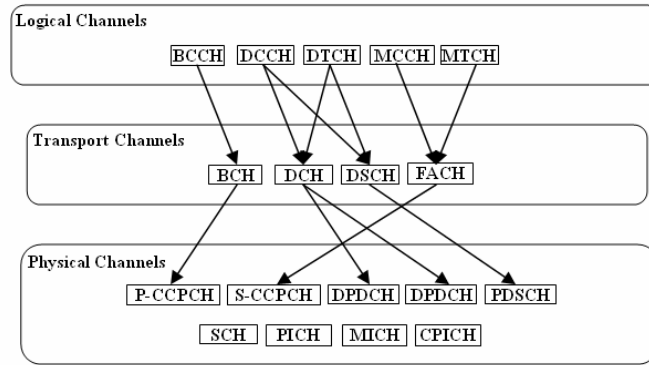 Logical Channels
BCCH DCCH DTCH MCCH MTCH
Transport Channels
BCH DCH DSCH FACH
Physical Channels
P-CCPCH S-CCPCH DPDCH DPDCH PDSCH
SCH PICH MICH CPICH